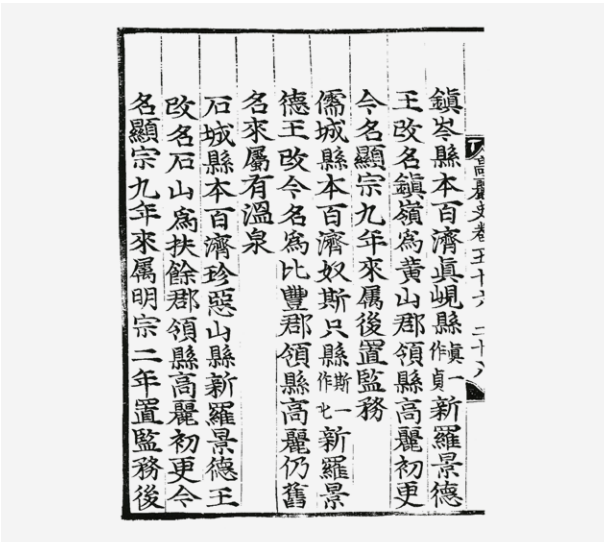 高麗史卷五十六 二十八
鎭岑縣本百濟眞峴縣眞一作貞新羅景德
王改名鎭嶺爲黃山郡領縣高麗初更
今名顯宗九年來屬後置監務
儒城縣本百濟奴斯只縣斯一作七新羅景
德王改今名爲比豐郡領縣高麗仍舊
名來屬有溫泉
石城縣本百濟珍惡山縣新羅景德王
改名石山爲扶餘郡領縣高麗初更今
名顯宗九年來屬明宗二年置監務後